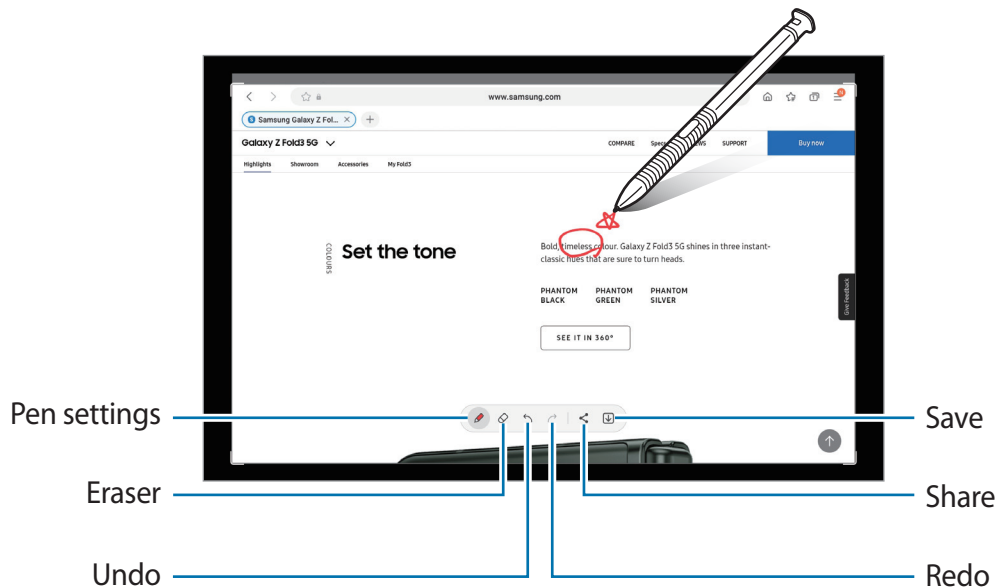 www.samsung.com
Samsung Galaxy Z Fol...
Galaxy Z Fold3 5G
COMPARE
SUPPORT
Buy now
Highlights
Showroom
Accessories
My Fold3
COLOURS
Set the tone
Bold, timeless colour. Galaxy Z Fold3 5G shines in three instant-
classic hues that are sure to turn heads.
PHANTOM
BLACK
PHANTOM
GREEN
PHANTOM
SILVER
SEE IT IN 360°
Give Feedback
Pen settings
Save
Eraser
Share
Undo
Redo